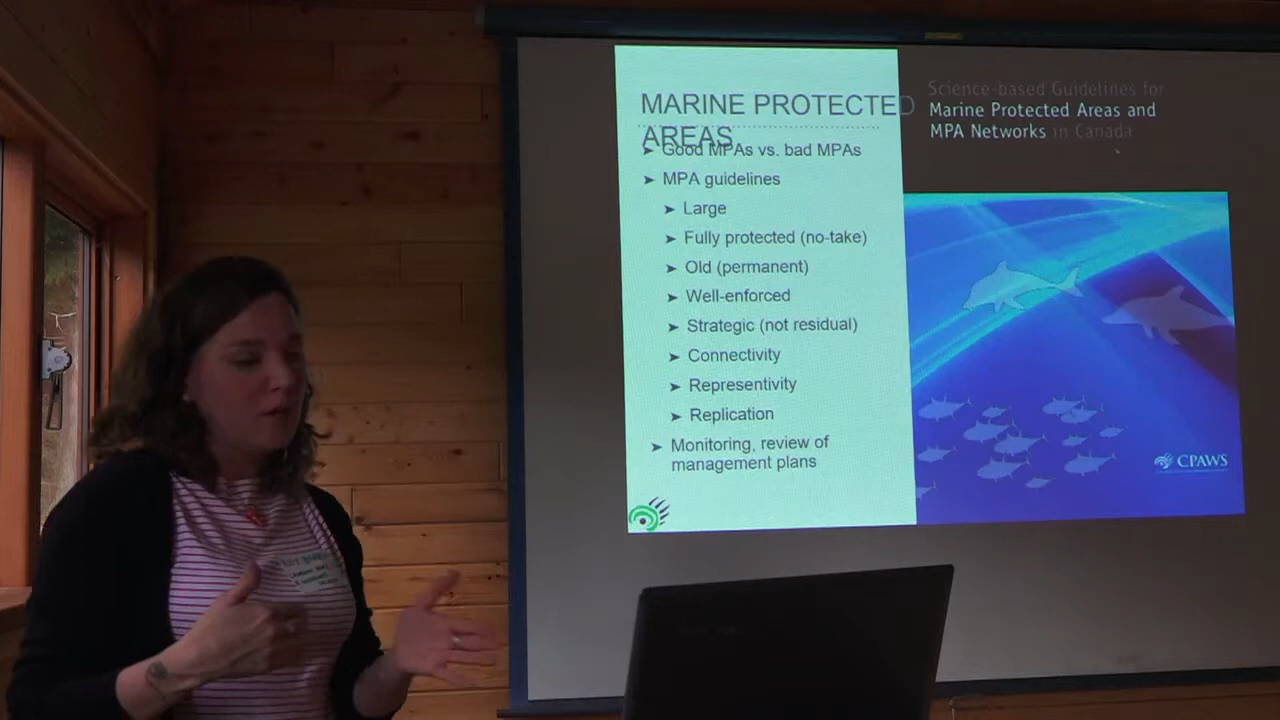 MARINE PROTECTED
AREAS
➤ Good MPAs vs. bad MPAs
➤ MPA guidelines
➤ Large
➤ Fully protected (no-take)
➤ Old (permanent)
➤ Well-enforced
➤ Strategic (not residual)
➤ Connectivity
➤ Representivity
➤ Replication
➤ Monitoring, review of
management plans
Science-based Guidelines for
Marine Protected Areas and
MPA Networks in Canada
CPAWS